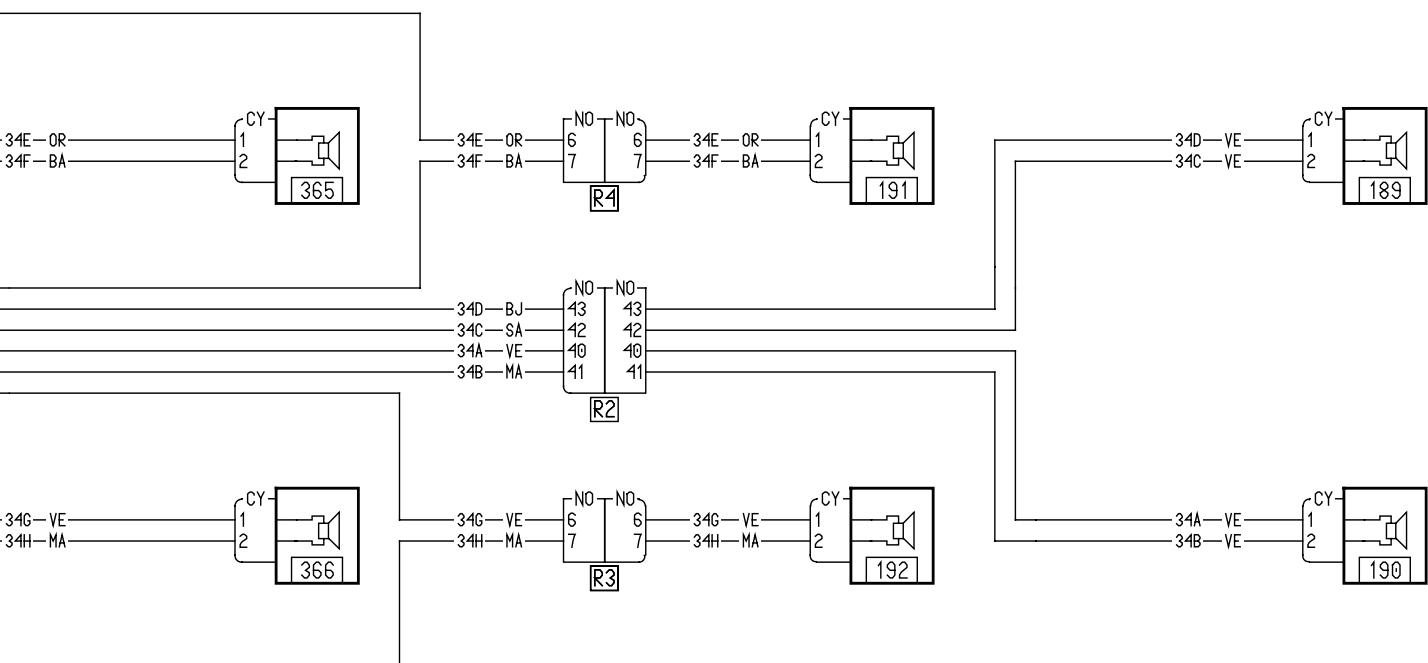 CY NO NO CY CY
34E OR 1 34E OR 6 6 34E OR 1 34D VE 1
34F BA 2 34F BA 7 7 34F BA 2 34C VE 2
365 R4 191 189
NO NO
34D BJ 43 43
34C SA 42 42
34A VE 40 40
34B MA 41 41
R2
CY NO NO CY CY
34G VE 1 34G VE 6 6 34G VE 1 34A VE 1
34H MA 2 34H MA 7 7 34H MA 2 34B VE 2
366 R3 192 190